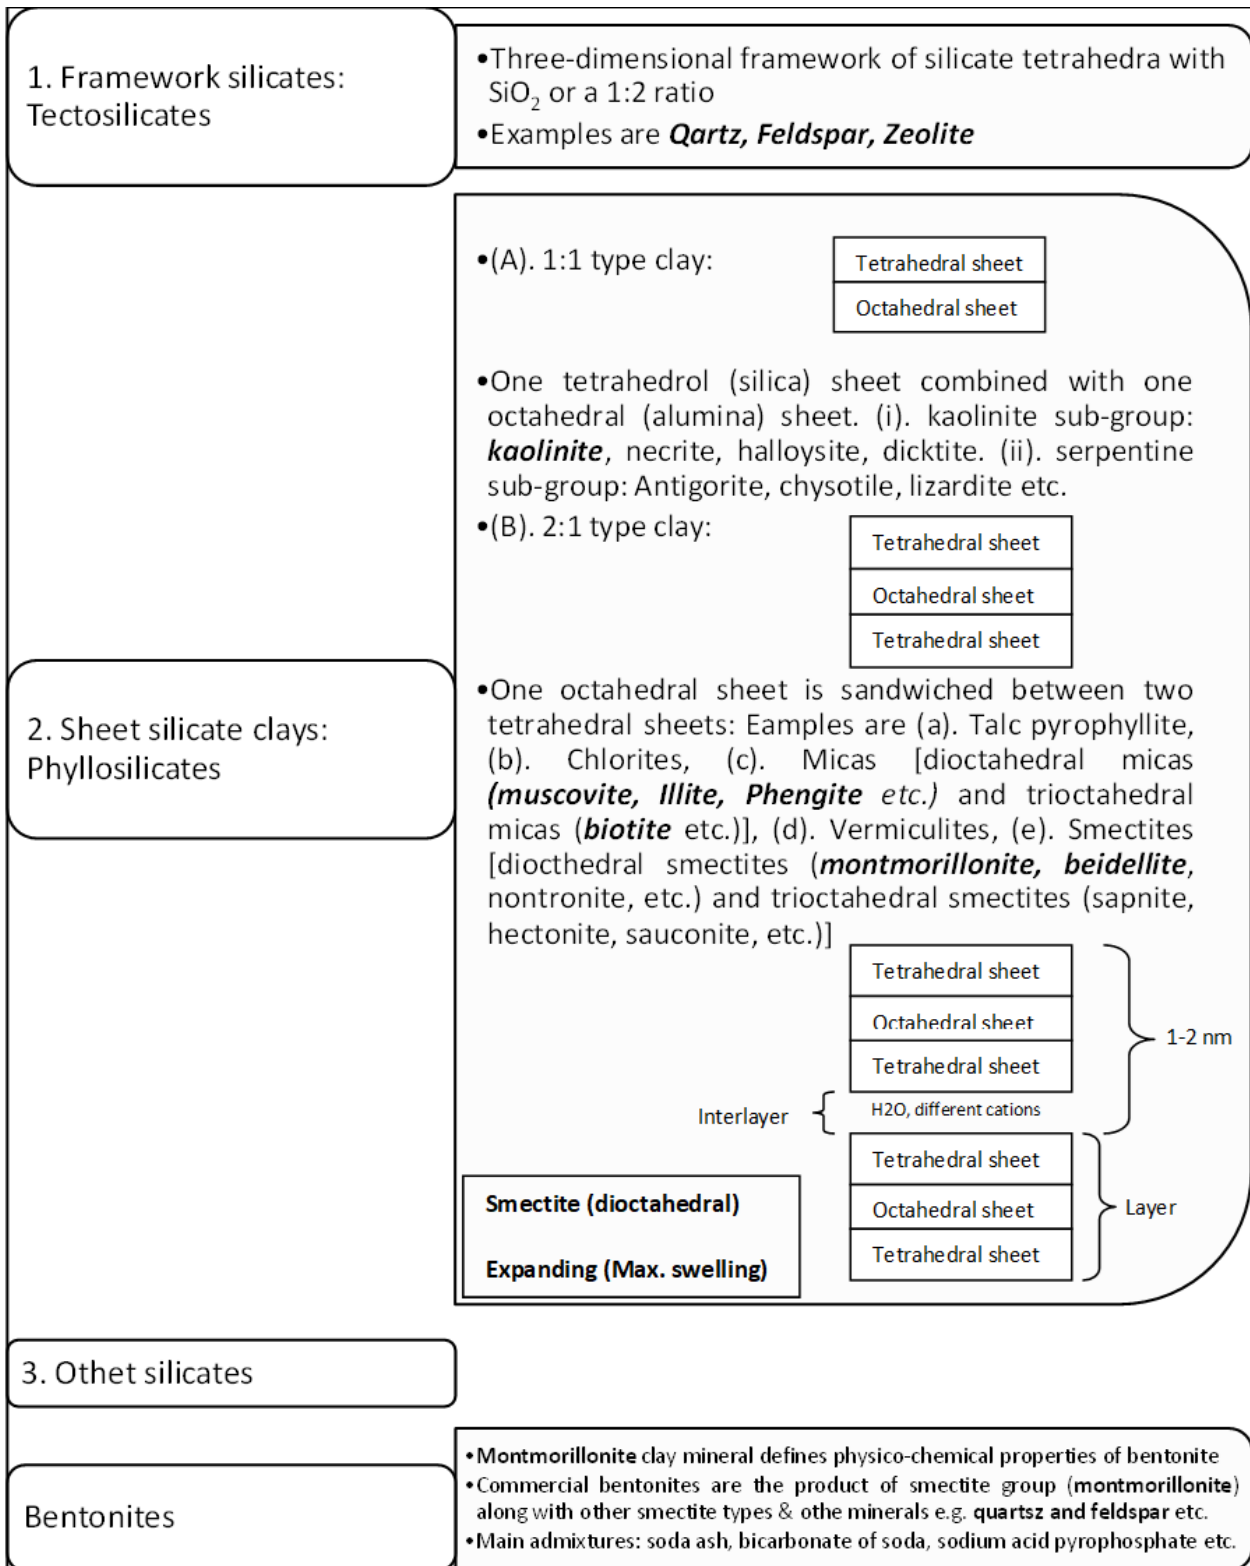 1. Framework silicates:
Tectosilicates
•Three-dimensional framework of silicate tetrahedra with
SiO2 or a 1:2 ratio
•Examples are Qartz, Feldspar, Zeolite
2. Sheet silicate clays:
Phyllosilicates
•(A). 1:1 type clay:
Tetrahedral sheet
Octahedral sheet
•One tetrahedrol (silica) sheet combined with one
octahedral (alumina) sheet. (i). kaolinite sub-group:
kaolinite, necrite, halloysite, dicktite. (ii). serpentine
sub-group: Antigorite, chysotile, lizardite etc.
•(B). 2:1 type clay:
Tetrahedral sheet
Octahedral sheet
Tetrahedral sheet
•One octahedral sheet is sandwiched between two
tetrahedral sheets: Eamples are (a). Talc pyrophyllite,
(b). Chlorites, (c). Micas [dioctahedral micas
(muscovite, Illite, Phengite etc.) and trioctahedral
micas (biotite etc.)], (d). Vermiculites, (e). Smectites
[diocthedral smectites (montmorillonite, beidellite,
nontronite, etc.) and trioctahedral smectites (sapnite,
hectonite, sauconite, etc.)]
Tetrahedral sheet
Octahedral sheet
Tetrahedral sheet
1-2 nm
Interlayer
H2O, different cations
Tetrahedral sheet
Octahedral sheet
Tetrahedral sheet
Layer
Smectite (dioctahedral)
Expanding (Max. swelling)
3. Othet silicates
Bentonites
•Montmorillonite clay mineral defines physico-chemical properties of bentonite
•Commercial bentonites are the product of smectite group (montmorillonite)
along with other smectite types & othe minerals e.g. quartsz and feldspar etc.
•Main admixtures: soda ash, bicarbonate of soda, sodium acid pyrophosphate etc.